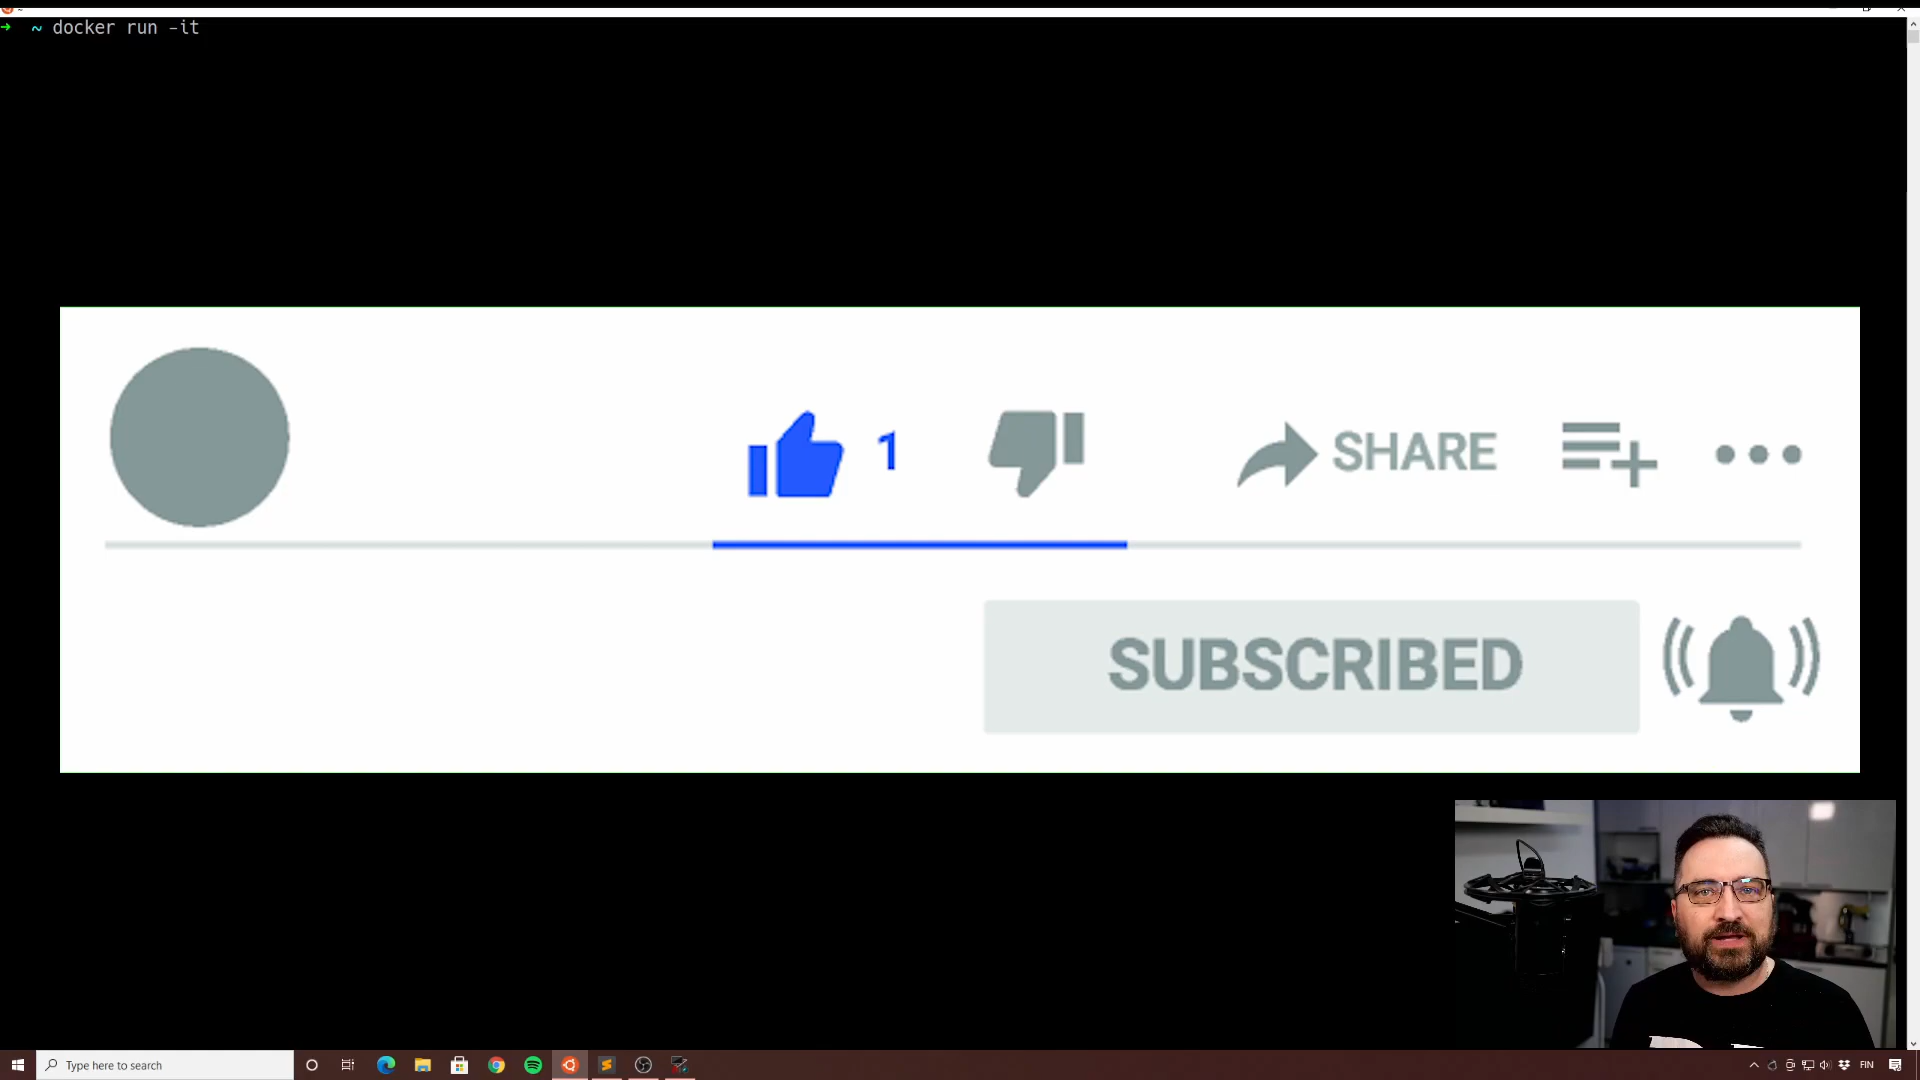 ~
➜ ~ docker run -it
1
SHARE
SUBSCRIBED
Type here to search
FIN